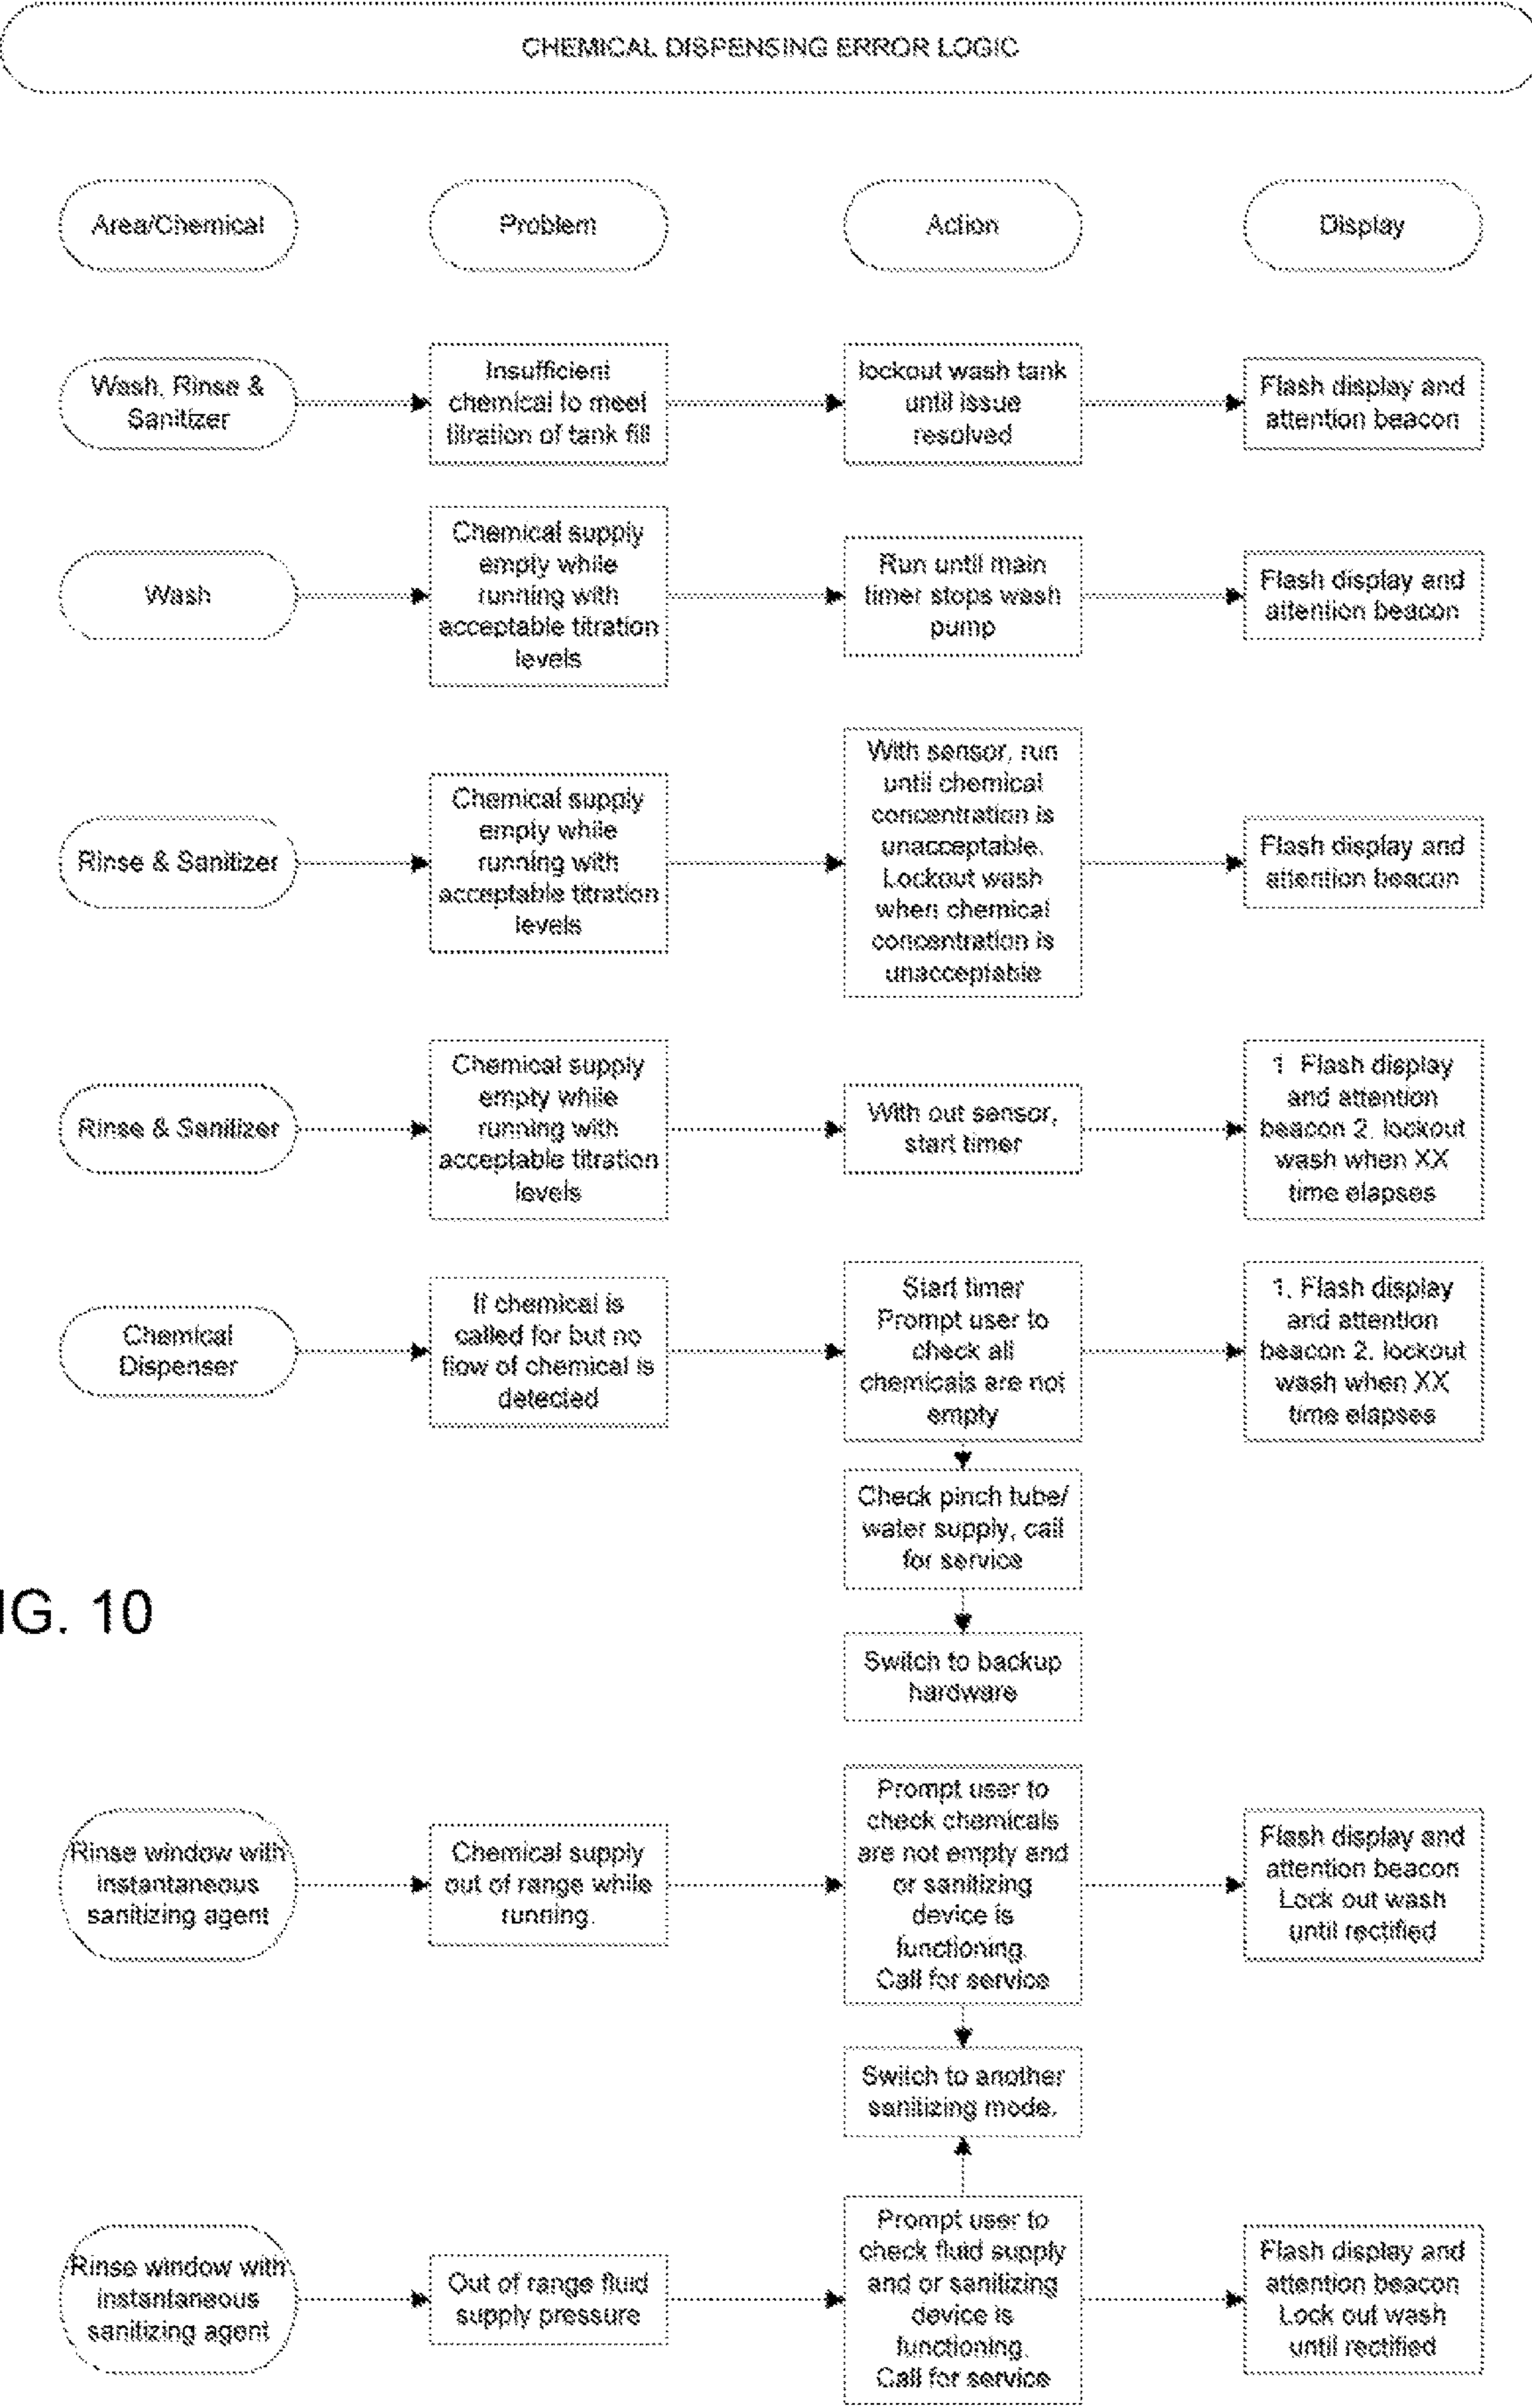 CHEMICAL DISPENSING ERROR LOGIC
Area/Chemical
Problem
Action
Display
Wash, Rinse &
Sanitizer
Insufficient
chemical to meet
titration of tank fill
lockout wash tank
until issue
resolved
Flash display and
attention beacon
Wash
Chemical supply
empty while
running with
acceptable titration
levels
Run until main
timer stops wash
pump
Flash display and
attention beacon
Rinse & Sanitizer
Chemical supply
empty while
running with
acceptable titration
levels
With sensor, run
until chemical
concentration is
unacceptable.
Lockout wash
when chemical
concentration is
unacceptable
Flash display and
attention beacon
Rinse & Sanitizer
Chemical supply
empty while
running with
acceptable titration
levels
With out sensor,
start timer
1. Flash display
and attention
beacon 2. lockout
wash when XX
time elapses
Chemical
Dispenser
If chemical is
called for but no
flow of chemical is
detected
Start timer
Prompt user to
check all
chemicals are not
empty
1. Flash display
and attention
beacon 2. lockout
wash when XX
time elapses
Check pinch tube/
water supply, call
for service
IG. 10
Switch to backup
hardware
Rinse window with
instantaneous
sanitizing agent
Chemical supply
out of range while
running.
Prompt user to
check chemicals
are not empty and
or sanitizing
device is
functioning.
Call for service
Flash display and
attention beacon
Lock out wash
until rectified
Switch to another
sanitizing mode.
Rinse window with
instantaneous
sanitizing agent
Out of range fluid
supply pressure
Prompt user to
check fluid supply
and or sanitizing
device is
functioning.
Call for service
Flash display and
attention beacon
Lock out wash
until rectified